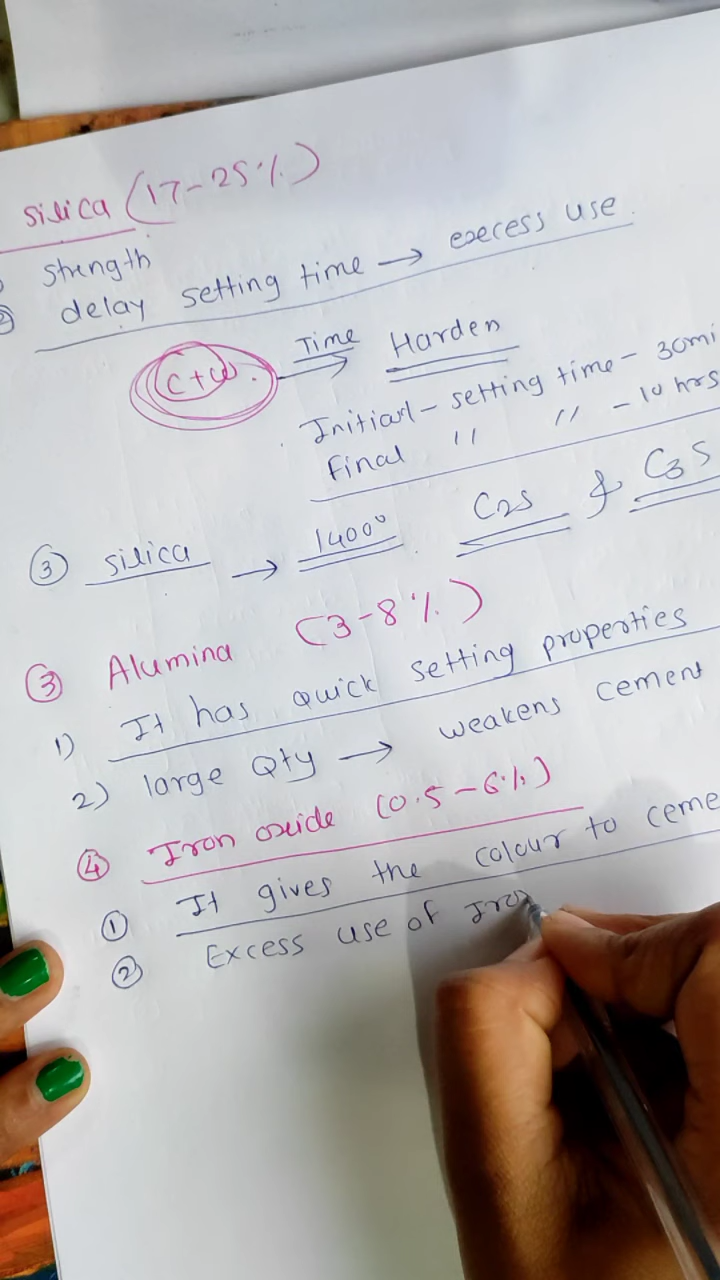 silica (17-25%)
strength
② delay setting time → execess use.
C+W. Time → Harden
Initial - setting time - 30mi
Final " " - 10 hrs
③ silica → 1400° C2S & C3S
③ Alumina (3-8%)
1) It has quick setting properties
2) large Qty → weakens cement
④ Iron oxide (0.5-6%)
① It gives the colour to ceme
② Excess use of Iro